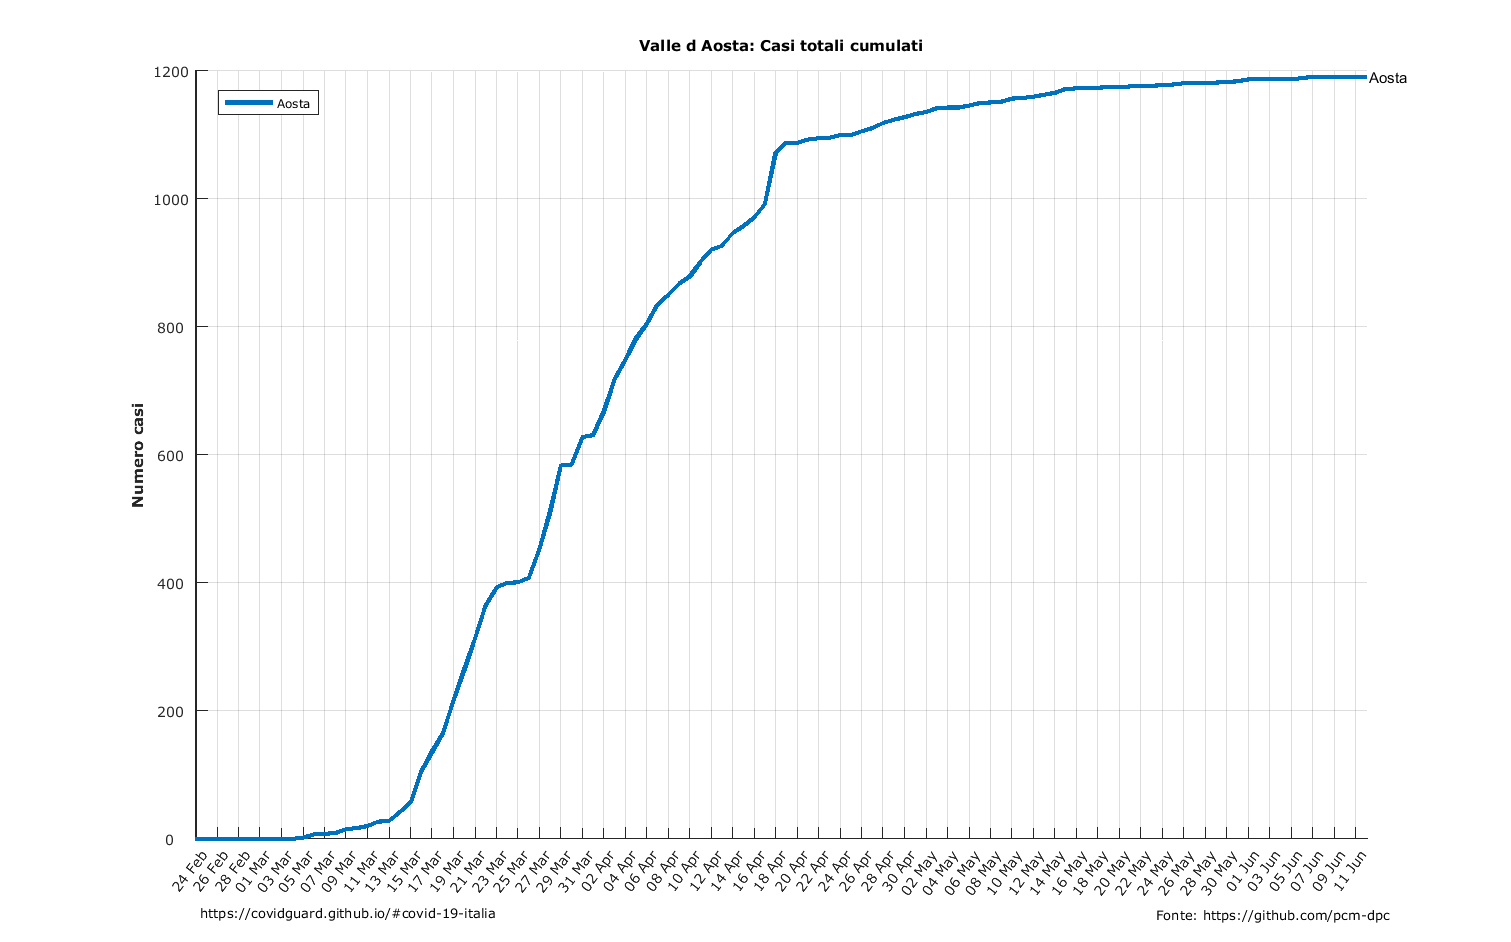 Valle d Aosta: Casi totali cumulati
1200
Aosta
Aosta
1000
800
600
400
200
0
Numero casi
24 Feb
26 Feb
28 Feb
01 Mar
03 Mar
05 Mar
07 Mar
09 Mar
11 Mar
13 Mar
15 Mar
17 Mar
19 Mar
21 Mar
23 Mar
25 Mar
27 Mar
29 Mar
31 Mar
02 Apr
04 Apr
06 Apr
08 Apr
10 Apr
12 Apr
14 Apr
16 Apr
18 Apr
20 Apr
22 Apr
24 Apr
26 Apr
28 Apr
30 Apr
02 May
04 May
06 May
08 May
10 May
12 May
14 May
16 May
18 May
20 May
22 May
24 May
26 May
28 May
30 May
01 Jun
03 Jun
05 Jun
07 Jun
09 Jun
11 Jun
https://covidguard.github.io/#covid-19-italia
Fonte: https://github.com/pcm-dpc